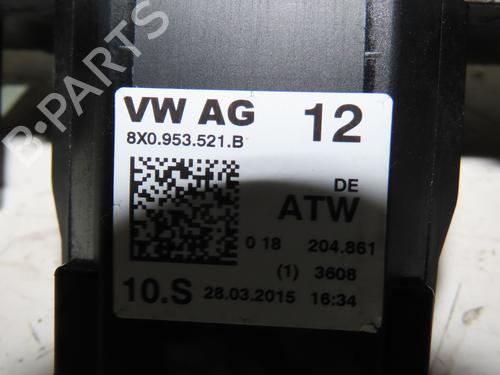 VW AG 12
8X0.953.521.B
DE
ATW
0 18 204.861
(1) 3608
10.S 28.03.2015 16:34
B-PARTS